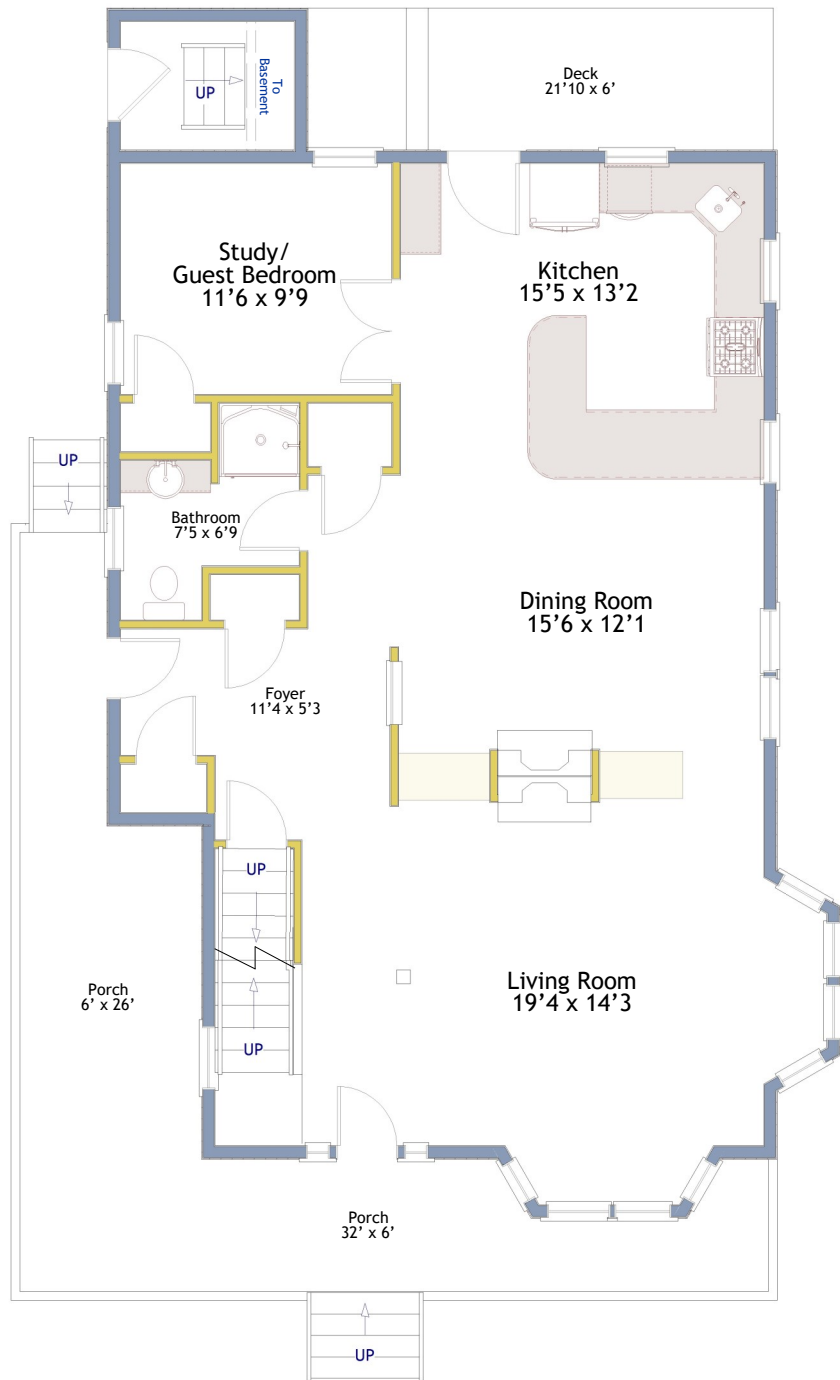 Deck
21'10 x 6'
UP
To
Basement
Study/
Guest Bedroom
11'6 x 9'9
Kitchen
15'5 x 13'2
UP
Bathroom
7'5 x 6'9
Dining Room
15'6 x 12'1
Foyer
11'4 x 5'3
UP
Porch
6' x 26'
Living Room
19'4 x 14'3
UP
Porch
32' x 6'
UP